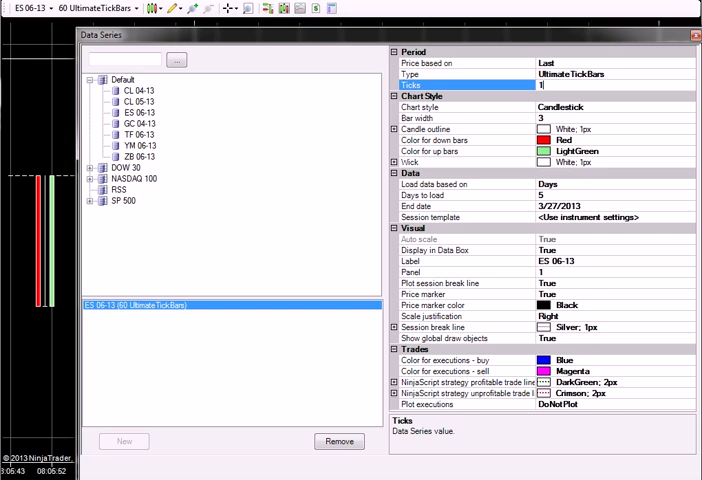 ES 06-13 60 UltimateTickBars
Data Series
...
Default
CL 04-13
CL 05-13
ES 06-13
GC 04-13
TF 06-13
YM 06-13
ZB 06-13
DOW 30
NASDAQ 100
RSS
SP 500
ES 06-13 (60 UltimateTickBars)
New
Remove
Period
Price based on Last
Type UltimateTickBars
Ticks 1
Chart Style
Chart style Candlestick
Bar width 3
Candle outline White; 1px
Color for down bars Red
Color for up bars LightGreen
Wick White; 1px
Data
Load data based on Days
Days to load 5
End date 3/27/2013
Session template <Use instrument settings>
Visual
Auto scale True
Display in Data Box True
Label ES 06-13
Panel 1
Plot session break line True
Price marker True
Price marker color Black
Scale justification Right
Session break line Silver; 1px
Show global draw objects True
Trades
Color for executions - buy Blue
Color for executions - sell Magenta
NinjaScript strategy profitable trade line DarkGreen; 2px
NinjaScript strategy unprofitable trade l Crimson; 2px
Plot executions DoNotPlot
Ticks
Data Series value.
© 2013 NinjaTrader,
8:05:43 08:05:52